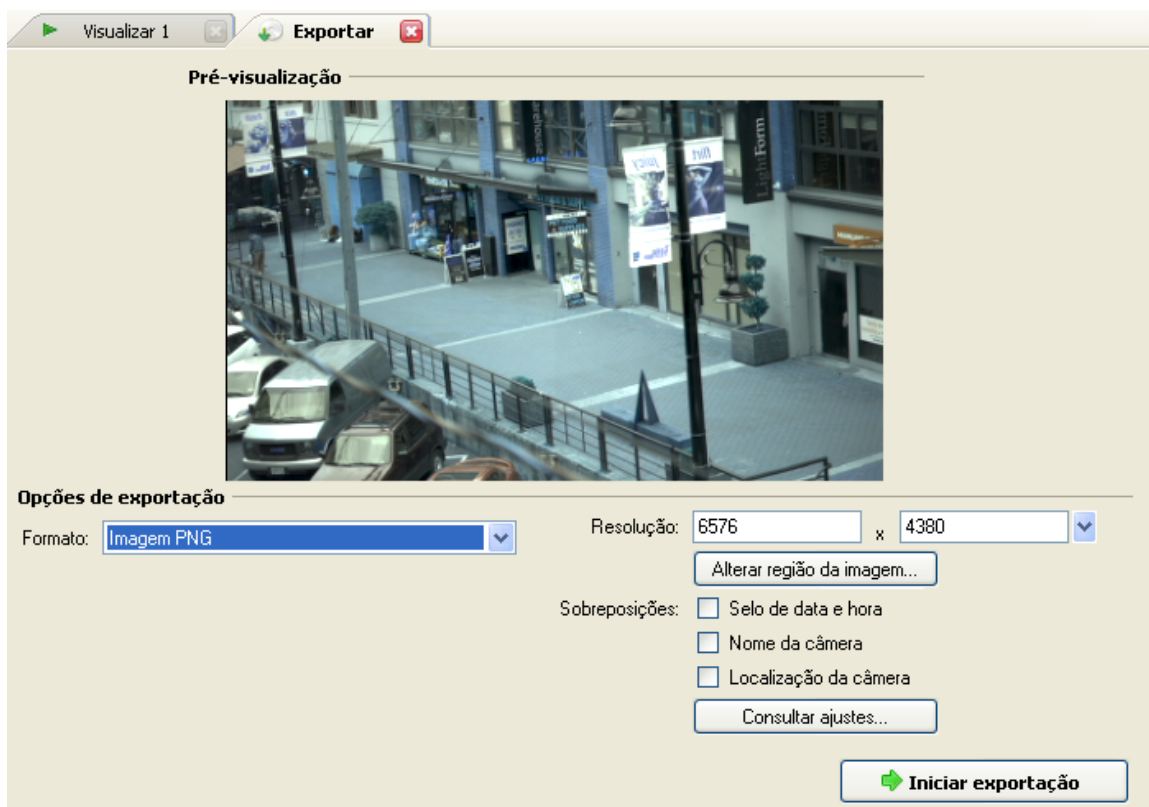 Visualizar 1
Exportar
Pré-visualização
LightForm
Opções de exportação
Formato:
Imagem PNG
Resolução:
6576
x
4380
Alterar região da imagem...
Sobreposições:
Selo de data e hora
Nome da câmera
Localização da câmera
Consultar ajustes...
Iniciar exportação